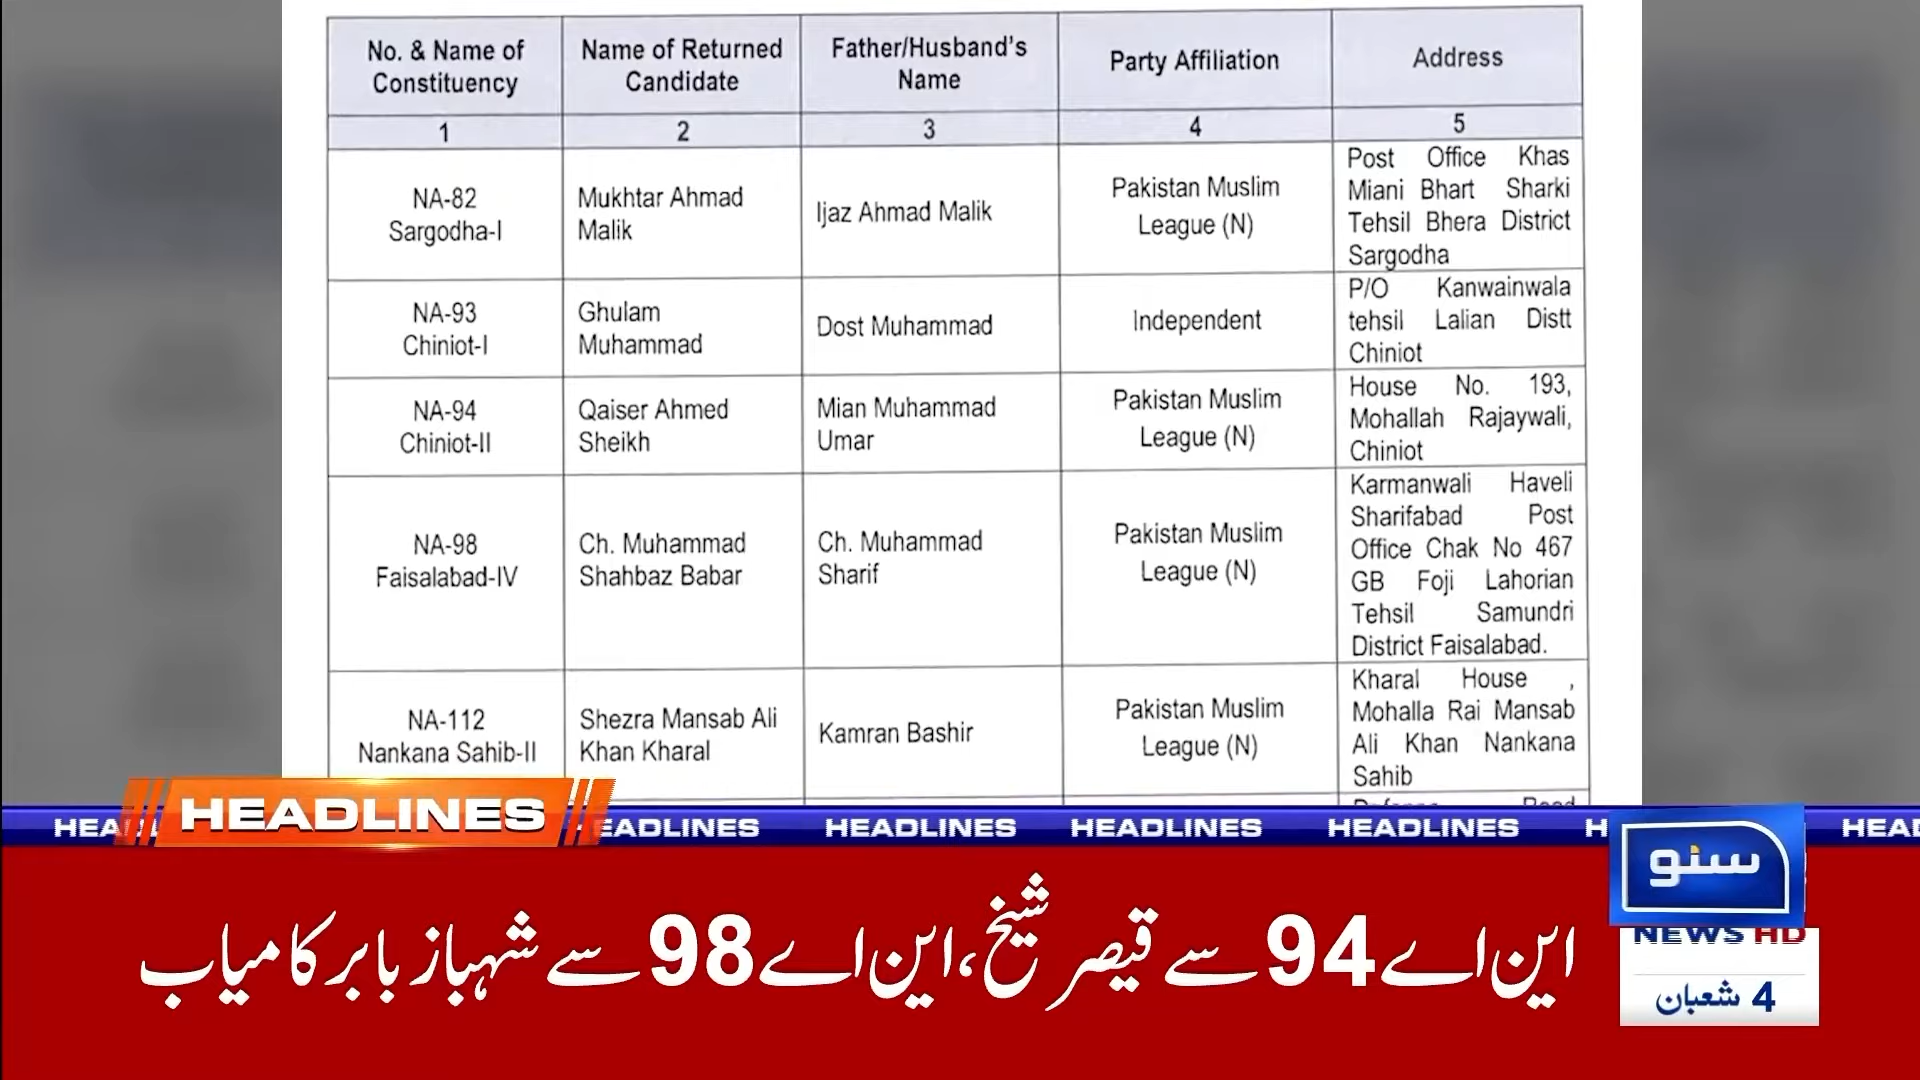 No. & Name of
Constituency
Name of Returned
Candidate
Father/Husband's
Name
Party Affiliation
Address
1
2
3
4
5
NA-82
Sargodha-I
Mukhtar Ahmad
Malik
Ijaz Ahmad Malik
Pakistan Muslim
League (N)
Post Office Khas
Miani Bhart Sharki
Tehsil Bhera District
Sargodha
NA-93
Chiniot-I
Ghulam
Muhammad
Dost Muhammad
Independent
P/O Kanwainwala
tehsil Lalian Distt
Chiniot
NA-94
Chiniot-II
Qaiser Ahmed
Sheikh
Mian Muhammad
Umar
Pakistan Muslim
League (N)
House No. 193,
Mohallah Rajaywali,
Chiniot
NA-98
Faisalabad-IV
Ch. Muhammad
Shahbaz Babar
Ch. Muhammad
Sharif
Pakistan Muslim
League (N)
Karmanwali Haveli
Sharifabad Post
Office Chak No 467
GB Foji Lahorian
Tehsil Samundri
District Faisalabad.
NA-112
Nankana Sahib-II
Shezra Mansab Ali
Khan Kharal
Kamran Bashir
Pakistan Muslim
League (N)
Kharal House ,
Mohalla Rai Mansab
Ali Khan Nankana
Sahib
HEADLINES
HEADLINES HEADLINES HEADLINES
سنو
NEWS HD
4 شعبان
این اے 94 سے قیصر شیخ، این اے 98 سے شہباز بابر کامیاب